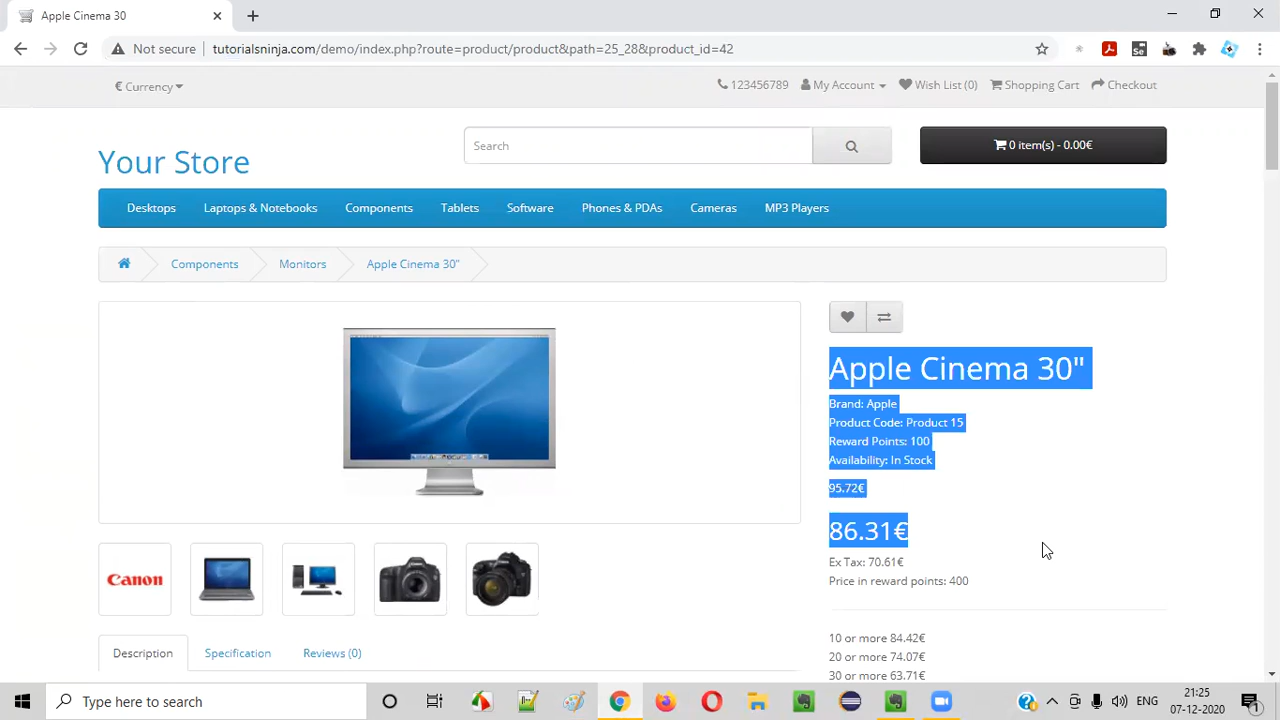 Apple Cinema 30
Not secure
tutorialsninja.com/demo/index.php?route=product/product&path=25_28&product_id=42
€ Currency
123456789
My Account
Wish List (0)
Shopping Cart
Checkout
Your Store
Search
0 item(s) - 0.00€
Desktops
Laptops & Notebooks
Components
Tablets
Software
Phones & PDAs
Cameras
MP3 Players
Components
Monitors
Apple Cinema 30"
Apple Cinema 30"
Brand: Apple
Product Code: Product 15
Reward Points: 100
Availability: In Stock
95.72€
86.31€
Ex Tax: 70.61€
Price in reward points: 400
Canon
10 or more 84.42€
20 or more 74.07€
30 or more 63.71€
Description
Specification
Reviews (0)
Type here to search
ENG
21:25
07-12-2020